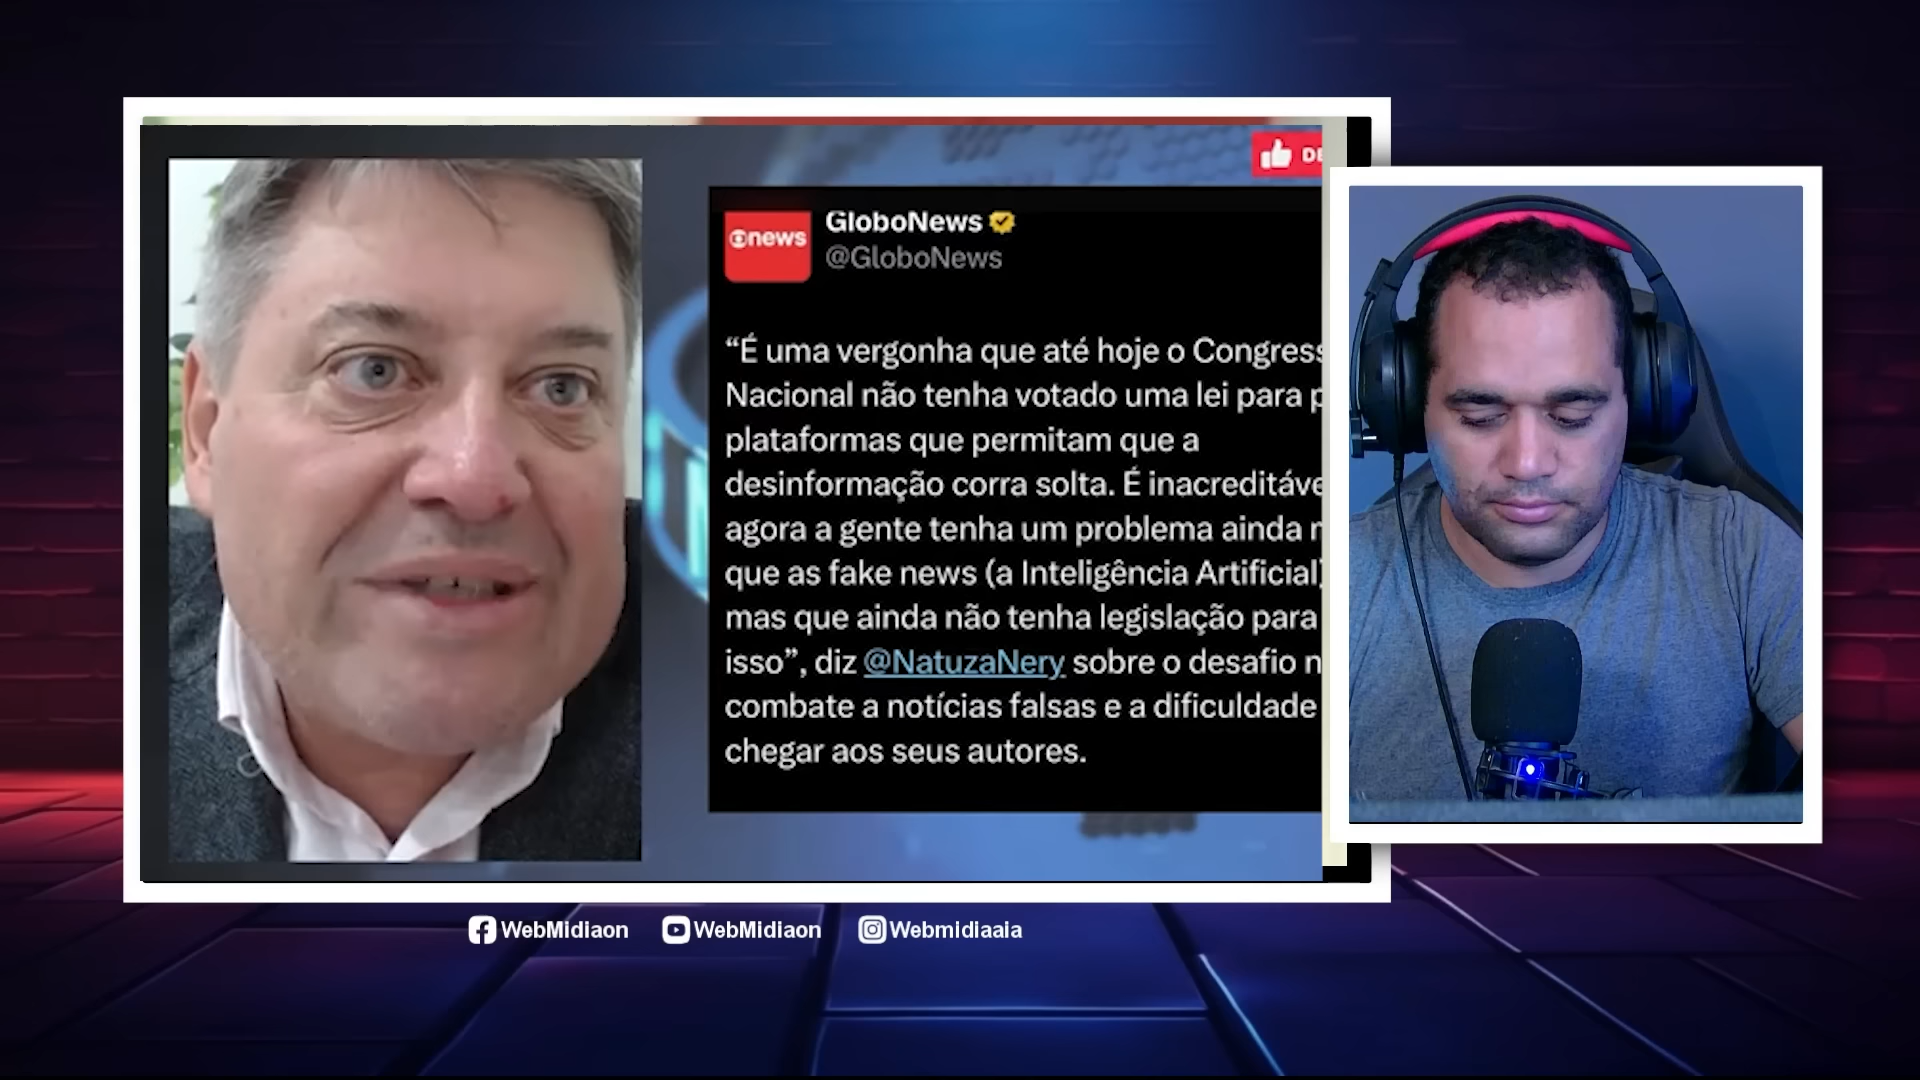 DE
news
GloboNews
@GloboNews
“É uma vergonha que até hoje o Congress
Nacional não tenha votado uma lei para p
plataformas que permitam que a
desinformação corra solta. É inacreditáve
agora a gente tenha um problema ainda
que as fake news (a Inteligência Artificial)
mas que ainda não tenha legislação para
isso”, diz @NatuzaNery sobre o desafio n
combate a notícias falsas e a dificuldade
chegar aos seus autores.
WebMidiaon
WebMidiaon
Webmidiaaia